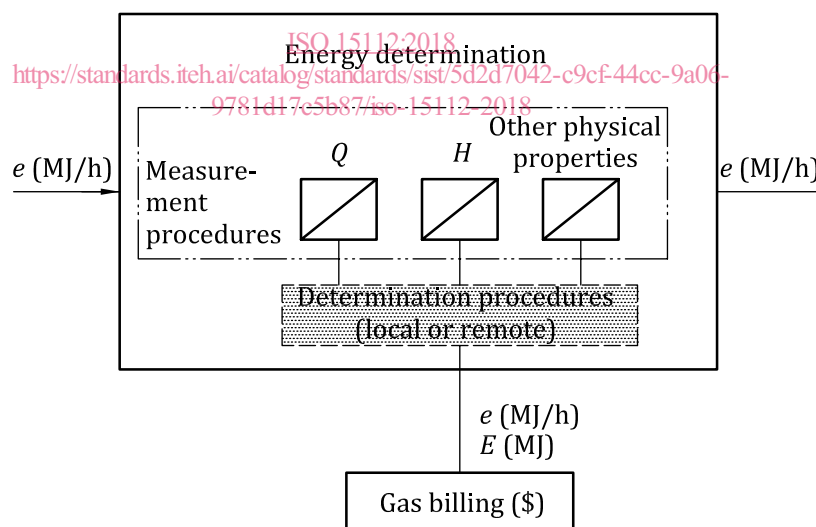 ISO 15112:2018
Energy determination
https://standards.iteh.ai/catalog/standards/sist/5d2d7042-c9cf-44cc-9a06-
9781d17c5b87/iso-15112-2018
Other physical
properties
Q
H
e (MJ/h)
e (MJ/h)
Measure-
ment
procedures
Determination procedures
(local or remote)
e (MJ/h)
E (MJ)
Gas billing ($)